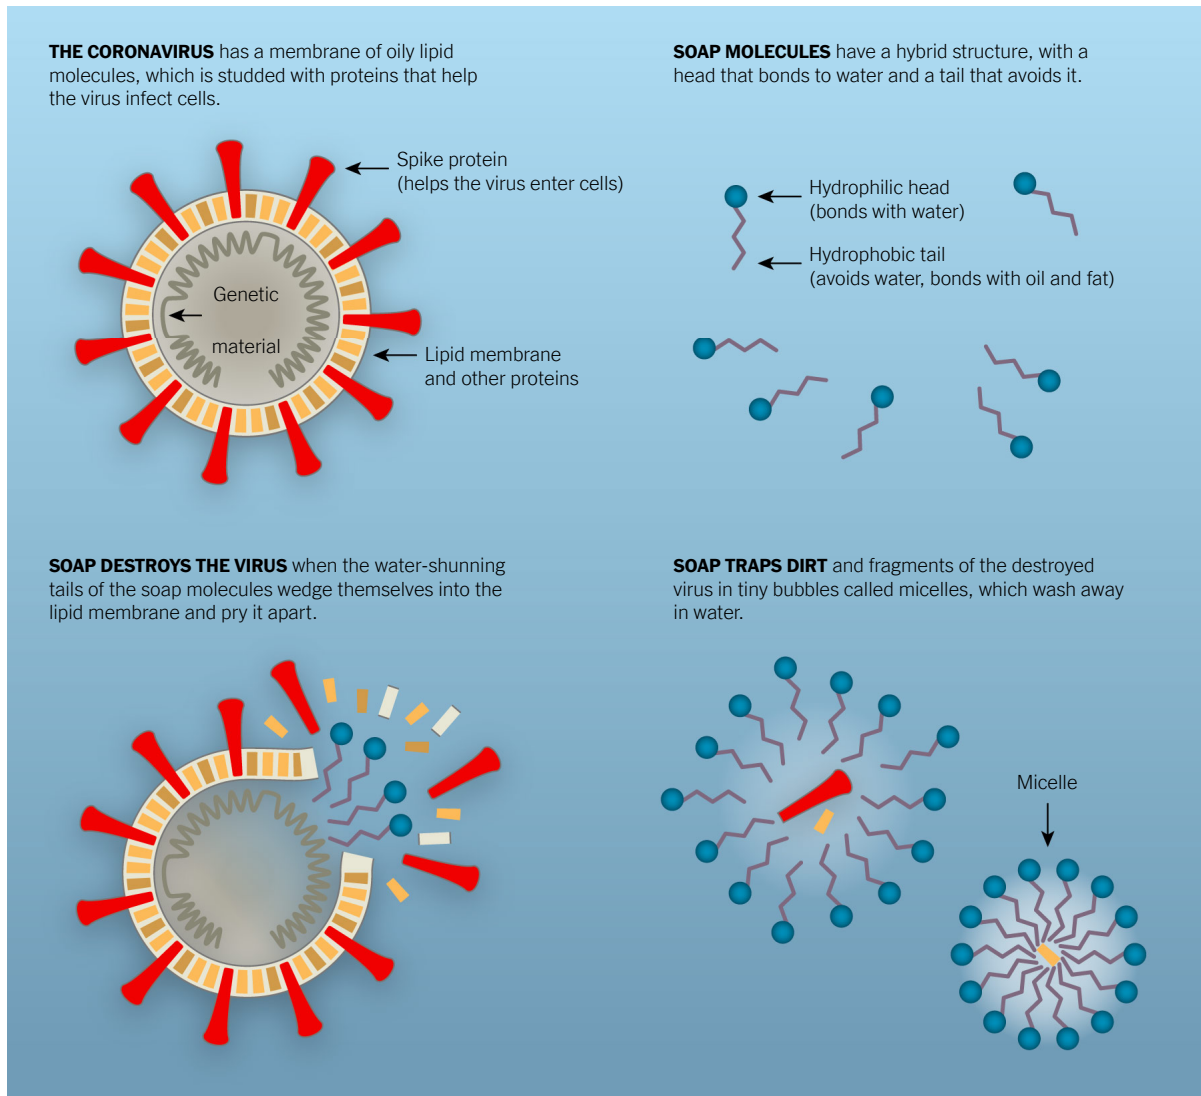 THE CORONAVIRUS has a membrane of oily lipid
molecules, which is studded with proteins that help
the virus infect cells.
Spike protein
(helps the virus enter cells)
Genetic
material
Lipid membrane
and other proteins
SOAP MOLECULES have a hybrid structure, with a
head that bonds to water and a tail that avoids it.
Hydrophilic head
(bonds with water)
Hydrophobic tail
(avoids water, bonds with oil and fat)
SOAP DESTROYS THE VIRUS when the water-shunning
tails of the soap molecules wedge themselves into the
lipid membrane and pry it apart.
SOAP TRAPS DIRT and fragments of the destroyed
virus in tiny bubbles called micelles, which wash away
in water.
Micelle